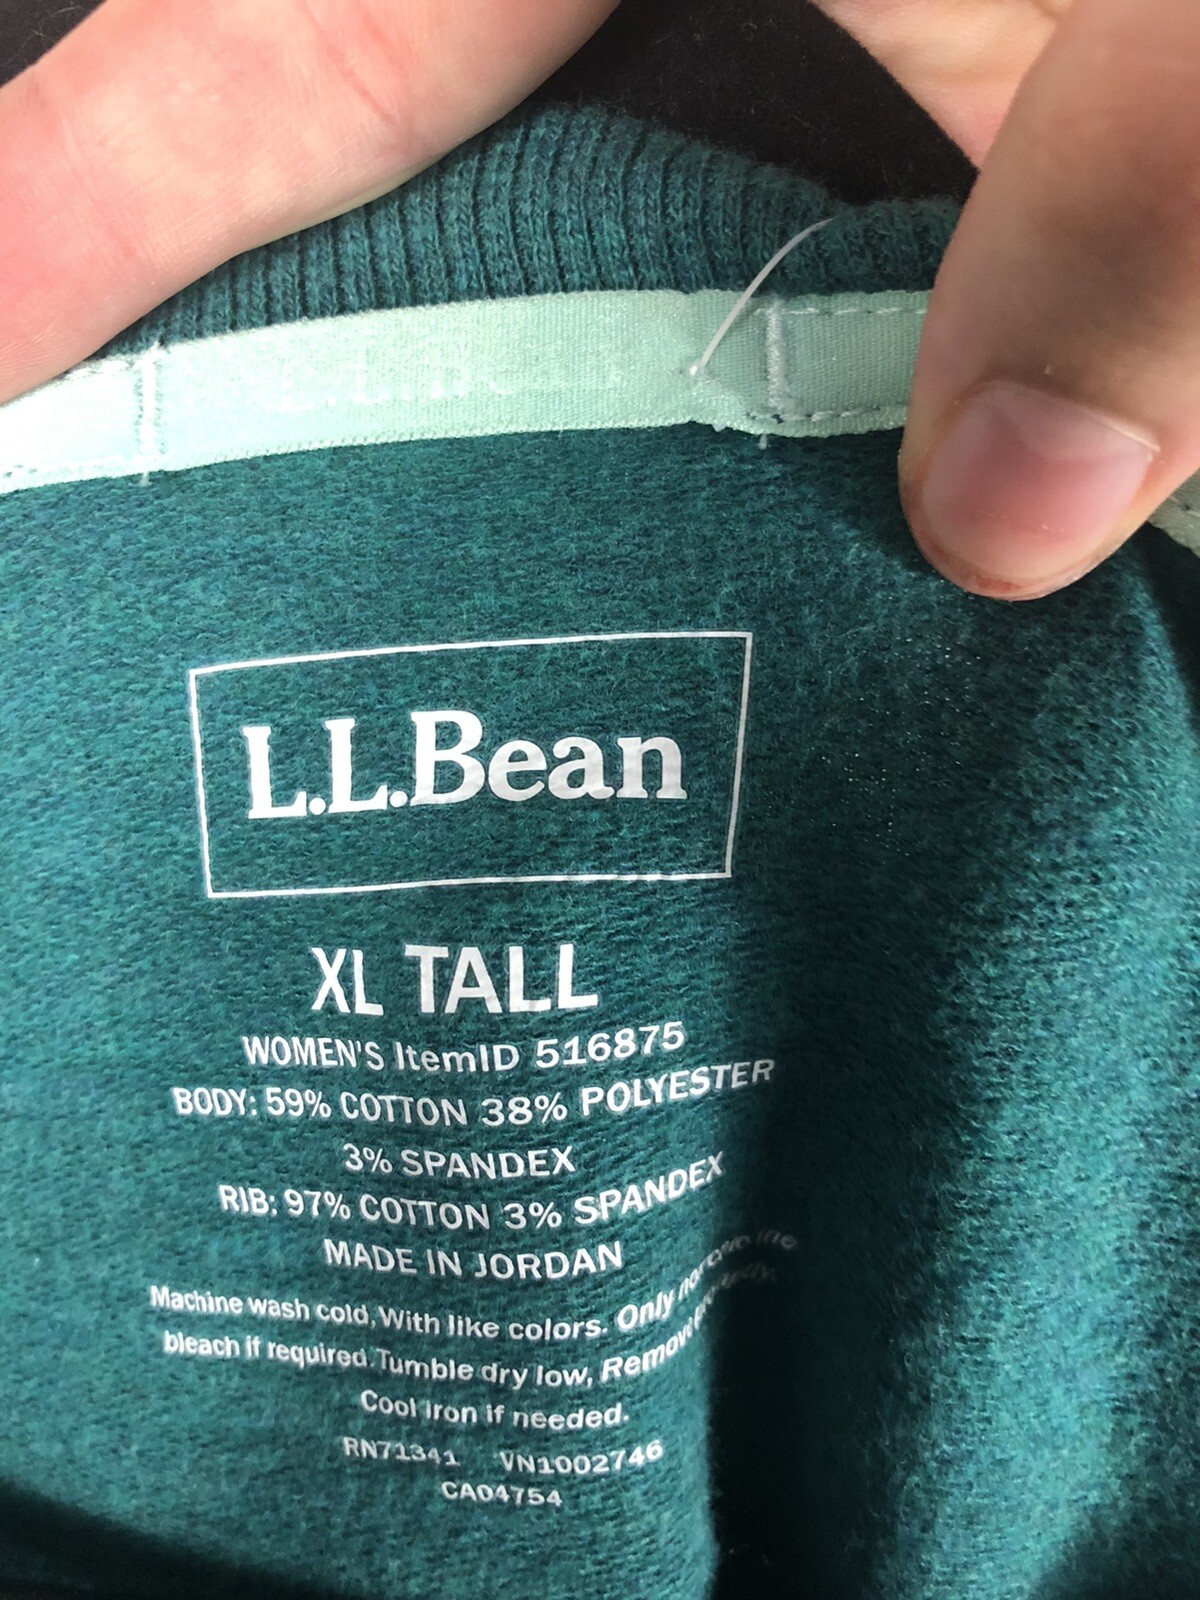 L.L.Bean
XL TALL
WOMEN'S ItemID 516875
BODY: 59% COTTON 38% POLYESTER
3% SPANDEX
RIB: 97% COTTON 3% SPANDEX
MADE IN JORDAN
Machine wash cold, With like colors. Only
bleach if required. Tumble dry low, Remove
Cool iron if needed.
RN71341 VN1002746
CA04754